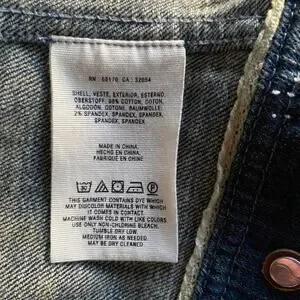 RN : 60170 CA : 32054
SHELL, VESTE, EXTERIOR, ESTERNO,
OBERSTOFF: 98% COTTON, COTON,
ALGODÓN, COTONE, BAUMWOLLE;
2% SPANDEX, SPANDEX, SPANDEX,
SPANDEX, SPANDEX
MADE IN CHINA.
HECHO EN CHINA.
FABRIQUÉ EN CHINE
THIS GARMENT CONTAINS DYE WHICH
MAY DISCOLOR MATERIALS WITH WHICH
IT COMES IN CONTACT.
MACHINE WASH COLD WITH LIKE COLORS
USE ONLY NON-CHLORINE BLEACH.
TUMBLE DRY LOW.
MEDIUM IRON AS NEEDED.
MAY BE DRY CLEANED